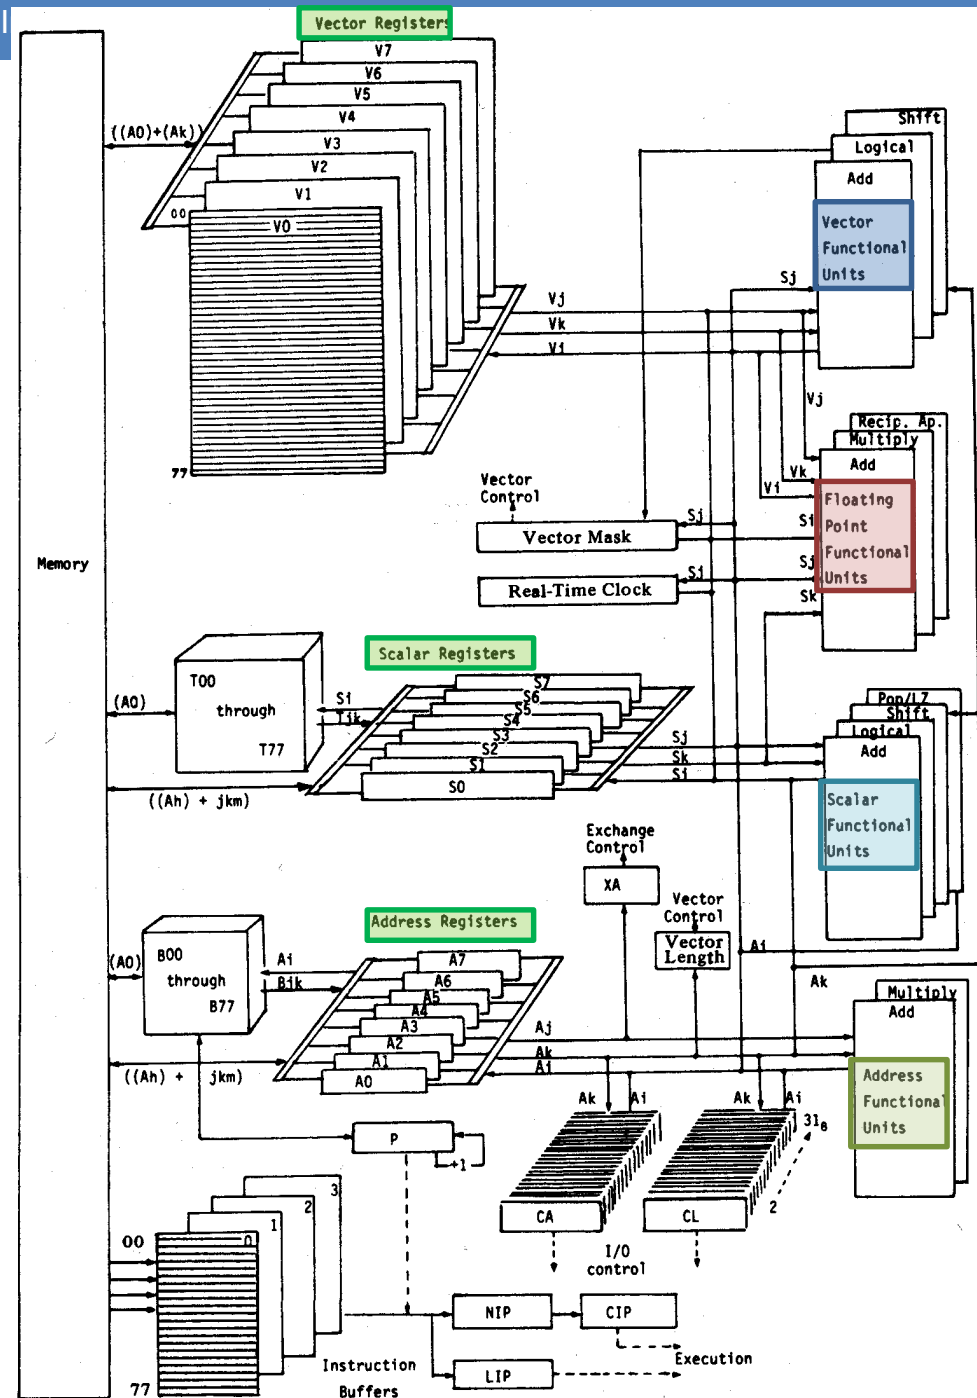 Vector Registers
V7
V6
V5
V4
V3
V2
V1
V0
00
77
((A0)+(Ak))
Shift
Logical
Add
Vector
Functional
Units
Sj
Vj
Vk
Vi
Vj
Recip. Ap.
Multiply
Add
Vk
Vi
Floating
Point
Functional
Units
Si
Sj
Sk
Vector
Control
Vector Mask
Sj
Real-Time Clock
Sj
Memory
Scalar Registers
T00
through
T77
(A0)
Si
Tjk
S7
S6
S5
S4
S3
S2
S1
S0
((Ah) + jkm)
Sj
Sk
Si
Pop/LZ
Shift
Logical
Add
Scalar
Functional
Units
Exchange
Control
XA
Vector
Control
Vector
Length
Address Registers
B00
through
B77
(A0)
Ai
Bjk
A7
A6
A5
A4
A3
A2
A1
A0
((Ah) + jkm)
Aj
Ak
Ai
Ai
Ak
Multiply
Add
Address
Functional
Units
Ak
Ai
Ak
Ai
31₈
2
CA
CL
I/O
control
P
+1
3
2
1
0
00
77
Instruction
Buffers
NIP
CIP
LIP
Execution